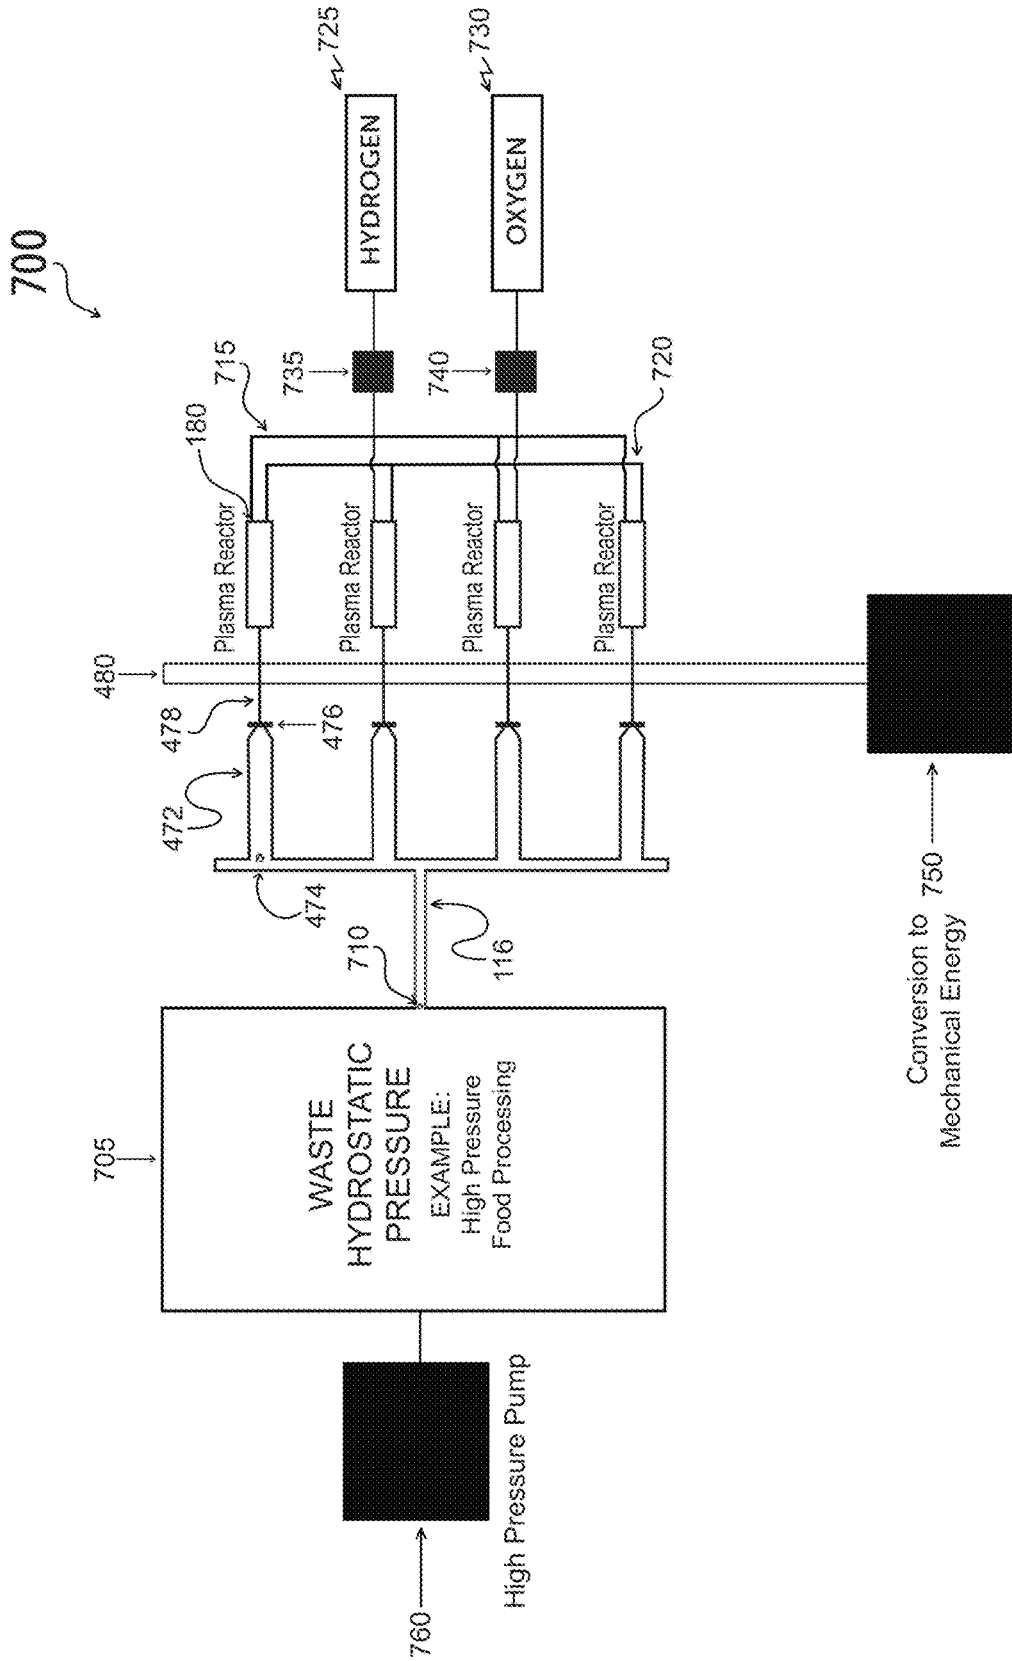 700
725
HYDROGEN
730
OXYGEN
735
740
715
720
180
Plasma Reactor
Plasma Reactor
Plasma Reactor
Plasma Reactor
480
478
476
472
474
116
710
705
WASTE
HYDROSTATIC
PRESSURE
EXAMPLE:
High Pressure
Food Processing
750
Conversion to
Mechanical Energy
760
High Pressure Pump